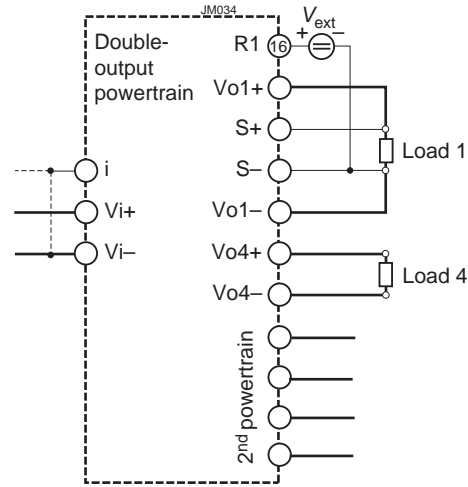 JM034
Double-
output
powertrain
R1
16
+
Vext
–
Vo1+
S+
S–
Load 1
i
Vi+
Vo1–
Vi–
Vo4+
Load 4
Vo4–
2nd powertrain